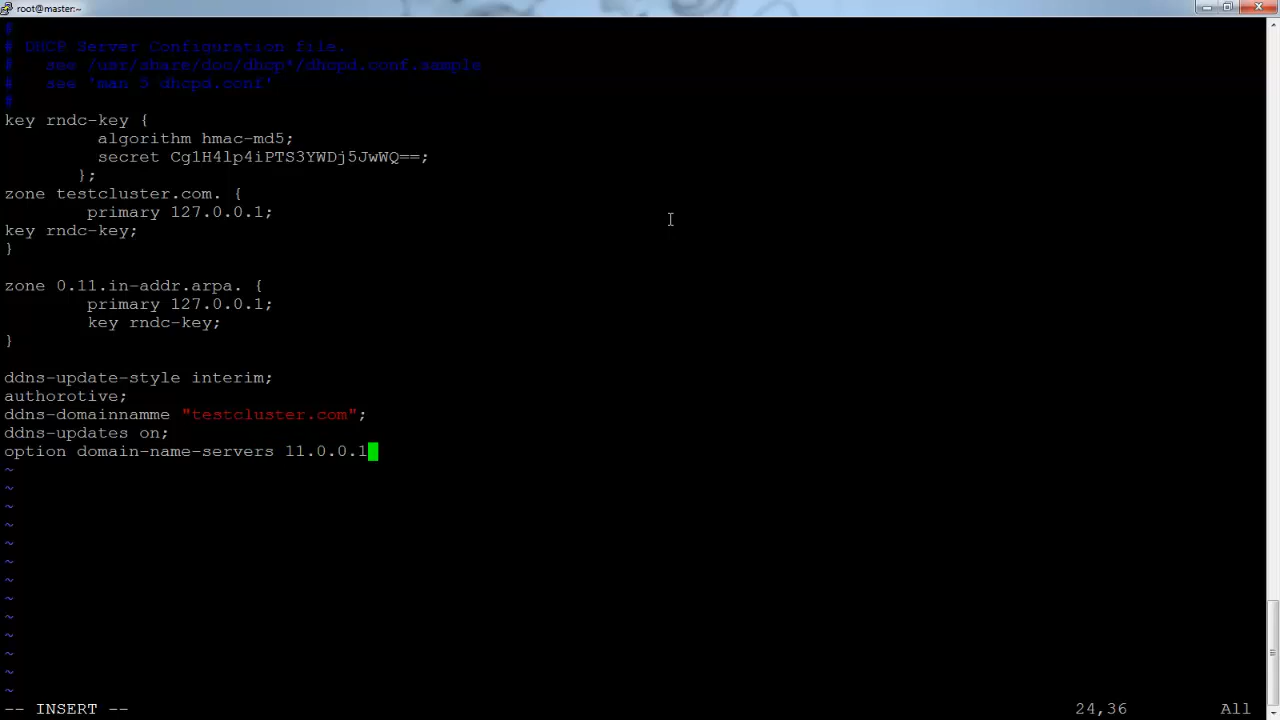 root@master:~
#
# DHCP Server Configuration file.
#   see /usr/share/doc/dhcp*/dhcpd.conf.sample
#   see 'man 5 dhcpd.conf'
#
key rndc-key {
         algorithm hmac-md5;
         secret Cg1H4lp4iPTS3YWDj5JwWQ==;
       };
zone testcluster.com. {
        primary 127.0.0.1;
key rndc-key;
}
zone 0.11.in-addr.arpa. {
        primary 127.0.0.1;
        key rndc-key;
}
ddns-update-style interim;
authorotive;
ddns-domainnamme "testcluster.com";
ddns-updates on;
option domain-name-servers 11.0.0.1
~
~
~
~
~
~
~
~
~
~
~
~
~
-- INSERT --                    24,36          All